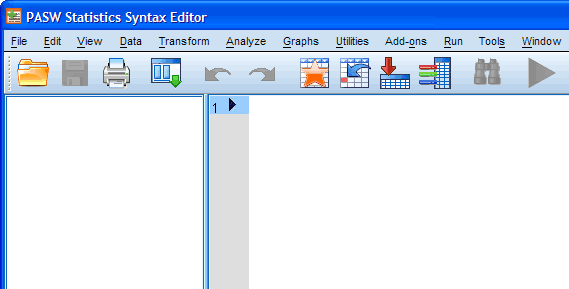 PASW Statistics Syntax Editor
File Edit View Data Transform Analyze Graphs Utilities Add-ons Run Tools Window
1